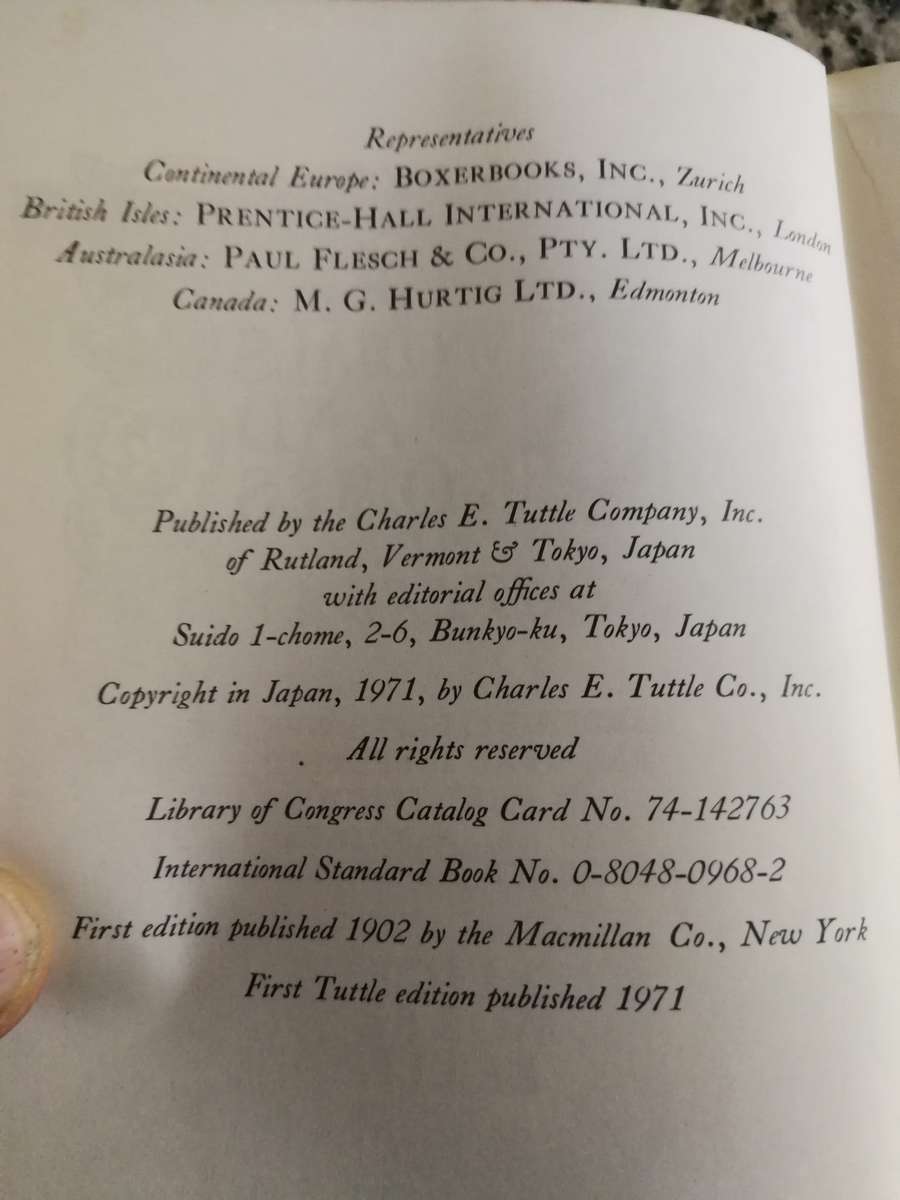 Representatives
Continental Europe: BOXERBOOKS, INC., Zurich
British Isles: PRENTICE-HALL INTERNATIONAL, INC., London
Australasia: PAUL FLESCH & CO., PTY. LTD., Melbourne
Canada: M. G. HURTIG LTD., Edmonton
Published by the Charles E. Tuttle Company, Inc.
of Rutland, Vermont & Tokyo, Japan
with editorial offices at
Suido 1-chome, 2-6, Bunkyo-ku, Tokyo, Japan
Copyright in Japan, 1971, by Charles E. Tuttle Co., Inc.
All rights reserved
Library of Congress Catalog Card No. 74-142763
International Standard Book No. 0-8048-0968-2
First edition published 1902 by the Macmillan Co., New York
First Tuttle edition published 1971